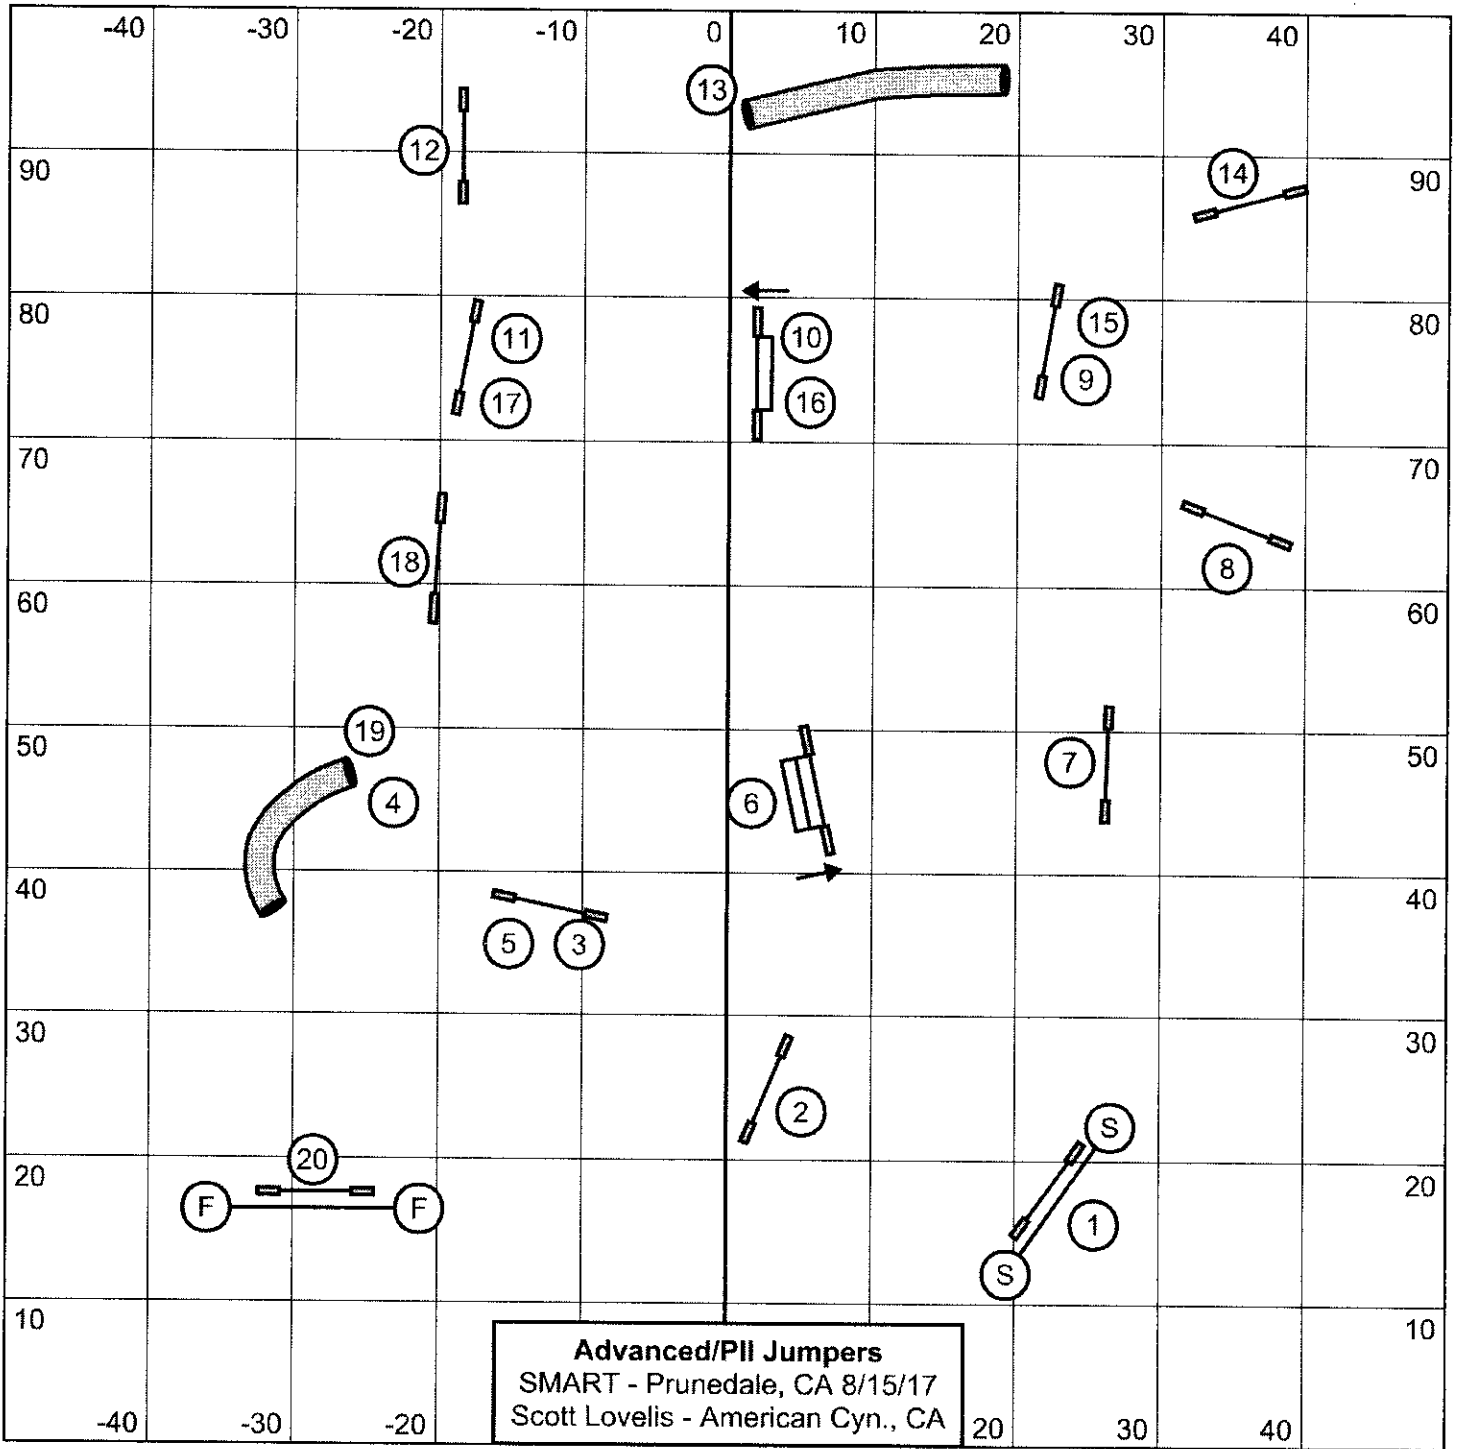 -40 -30 -20 -10 0 10 20 30 40
13
12
90 90
14
80 80
11 10 15
17 16 9
70 70
18 8
60 60
19
50 50
7
4 6
40 40
5 3
30 30
2
S
20
20 20
F F
1
S
10 10
Advanced/PII Jumpers
SMART - Prunedale, CA 8/15/17
Scott Lovelis - American Cyn., CA
-40 -30 -20 20 30 40